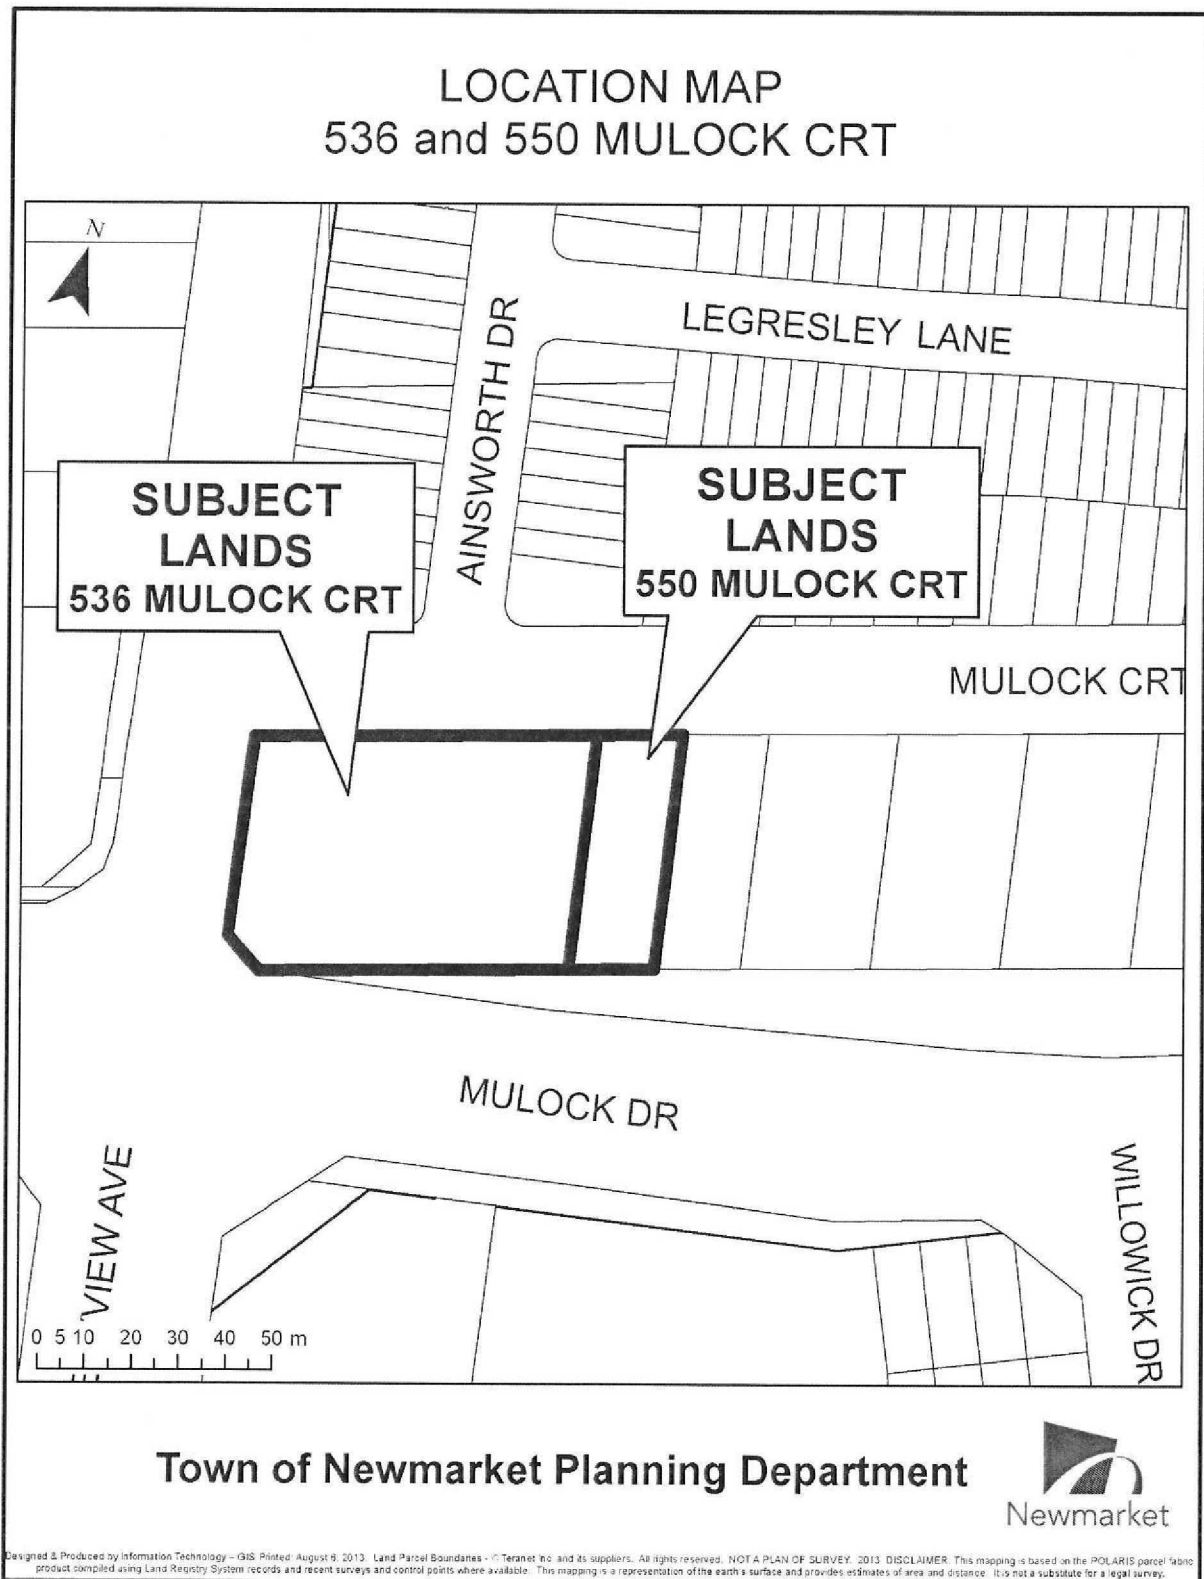 LOCATION MAP
536 and 550 MULOCK CRT
N
LEGRESLEY LANE
AINSWORTH DR
SUBJECT
LANDS
536 MULOCK CRT
SUBJECT
LANDS
550 MULOCK CRT
MULOCK CRT
MULOCK DR
VIEW AVE
WILLOWICK DR
0 5 10 20 30 40 50 m
Town of Newmarket Planning Department
Newmarket
Designed & Produced by Information Technology – GIS Printed: August 6, 2013. Land Parcel Boundaries - © Teranet Inc. and its suppliers. All rights reserved. NOT A PLAN OF SURVEY. 2013 DISCLAIMER: This mapping is based on the POLARIS parcel fabric
product compiled using Land Registry System records and recent surveys and control points where available. This mapping is a representation of the earth's surface and provides estimates of area and distance. It is not a substitute for a legal survey.